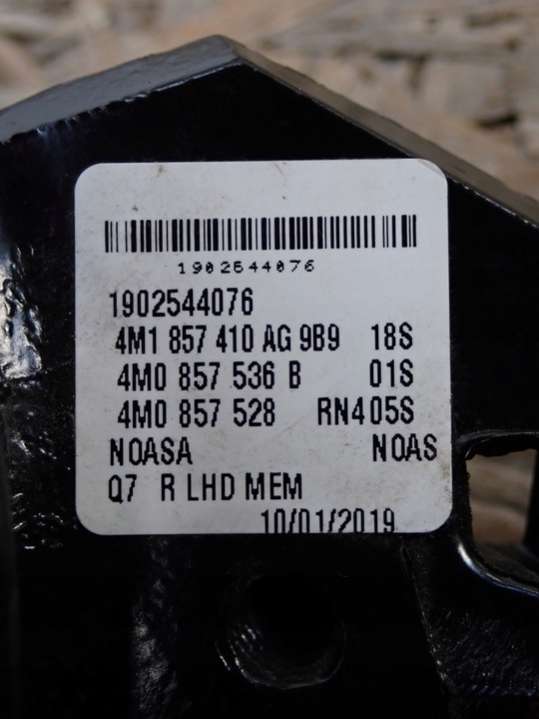 1902544076
1902544076
4M1 857 410 AG 9B9 18S
4M0 857 536 B 01S
4M0 857 528 RN405S
NOASA NOAS
Q7 R LHD MEM
10/01/2019